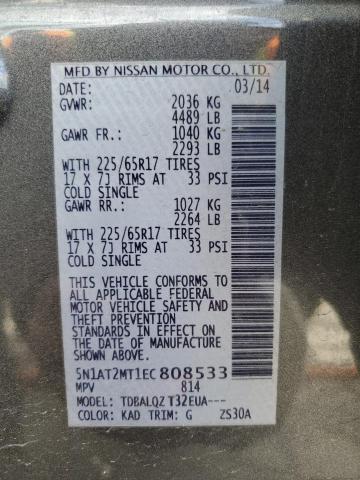 MFD BY NISSAN MOTOR CO., LTD.
DATE: 03/14
GVWR: 2036 KG
4489 LB
GAWR FR.: 1040 KG
2293 LB
WITH 225/65R17 TIRES
17 X 7J RIMS AT 33 PSI
COLD SINGLE
GAWR RR.: 1027 KG
2264 LB
WITH 225/65R17 TIRES
17 X 7J RIMS AT 33 PSI
COLD SINGLE
THIS VEHICLE CONFORMS TO
ALL APPLICABLE FEDERAL
MOTOR VEHICLE SAFETY AND
THEFT PREVENTION
STANDARDS IN EFFECT ON
THE DATE OF MANUFACTURE
SHOWN ABOVE.
5N1AT2MT1EC808533
MPV 814
MODEL: TDBALQZ T32EUA---
COLOR: KAD TRIM: G ZS30A